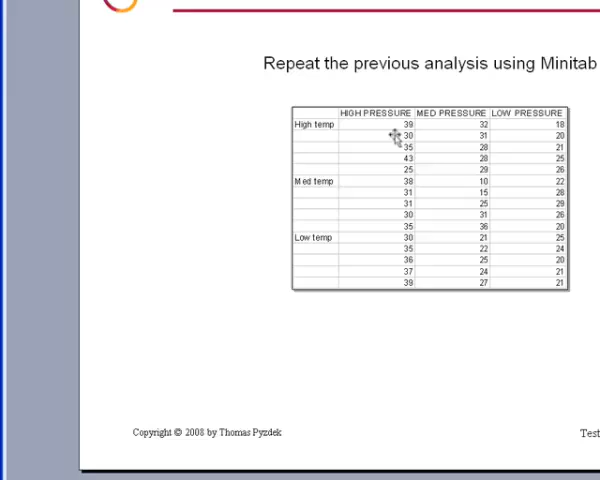 Repeat the previous analysis using Minitab
HIGH PRESSURE MED PRESSURE LOW PRESSURE
High temp 39 32 18
30 31 20
35 28 21
43 28 25
25 29 26
Med temp 38 10 22
31 15 28
31 25 29
30 31 26
35 36 20
Low temp 30 21 25
35 22 24
36 25 20
37 24 21
39 27 21
Copyright © 2008 by Thomas Pyzdek
Test